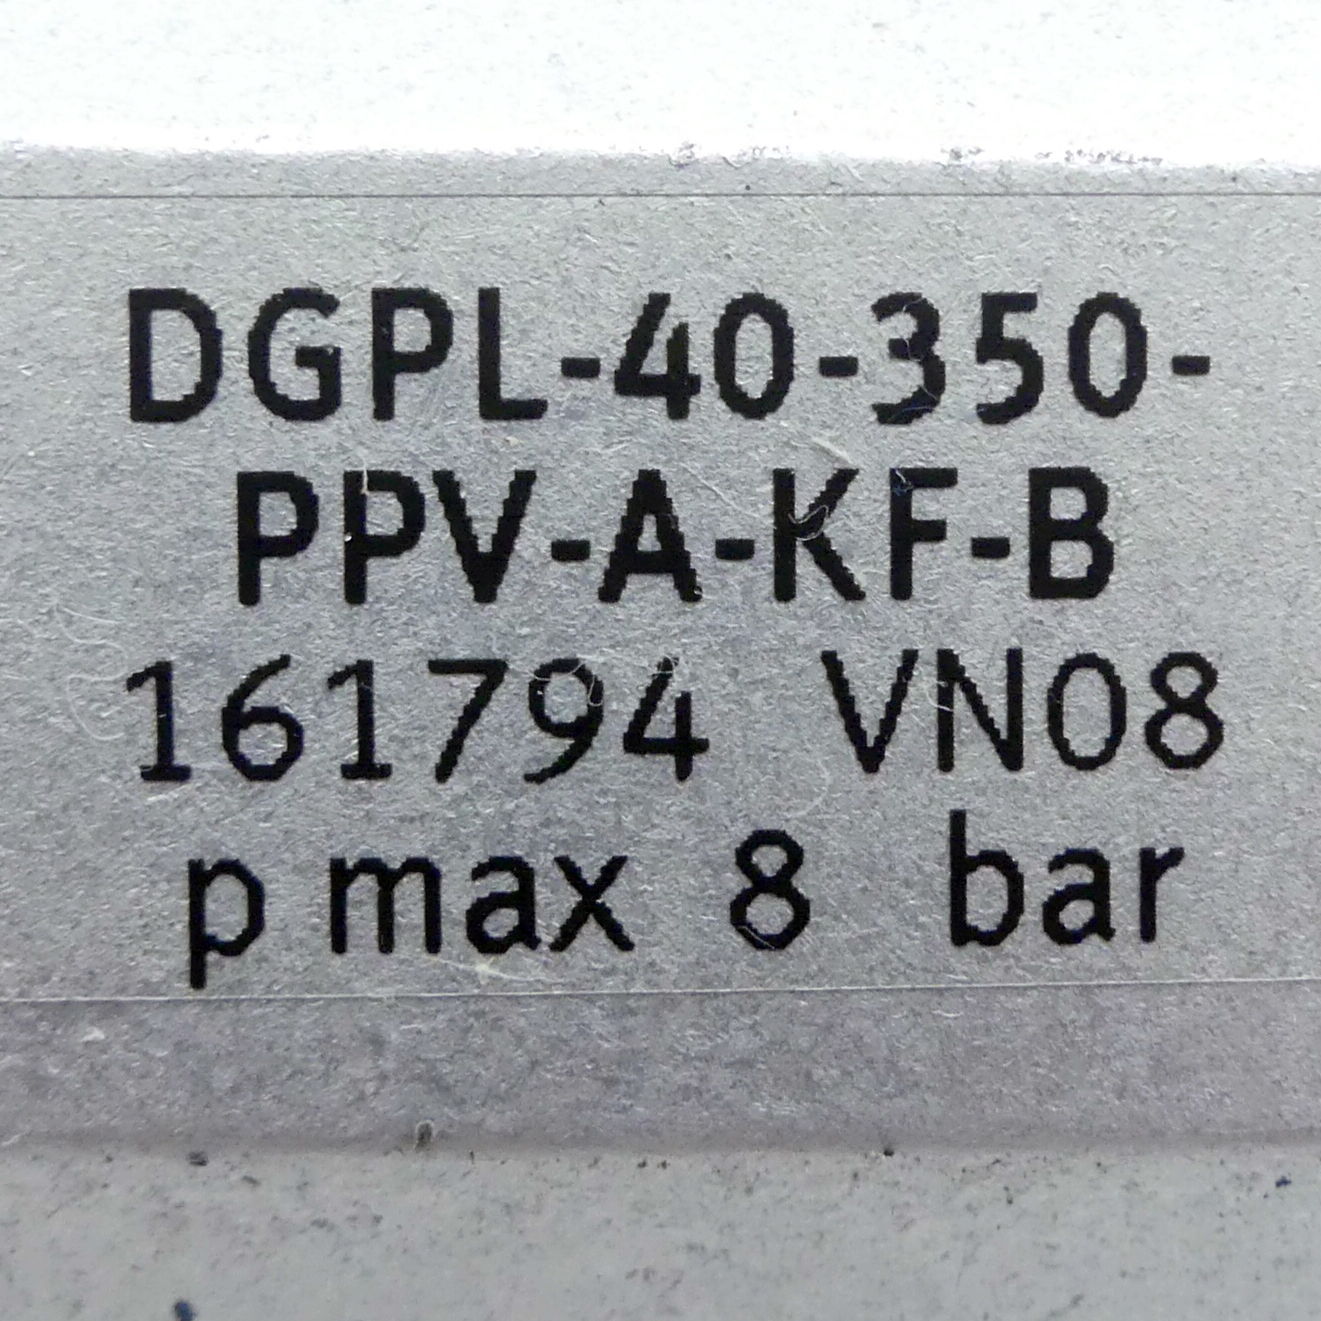 DGPL-40-350-
PPV-A-KF-B
161794 VN08
p max 8 bar